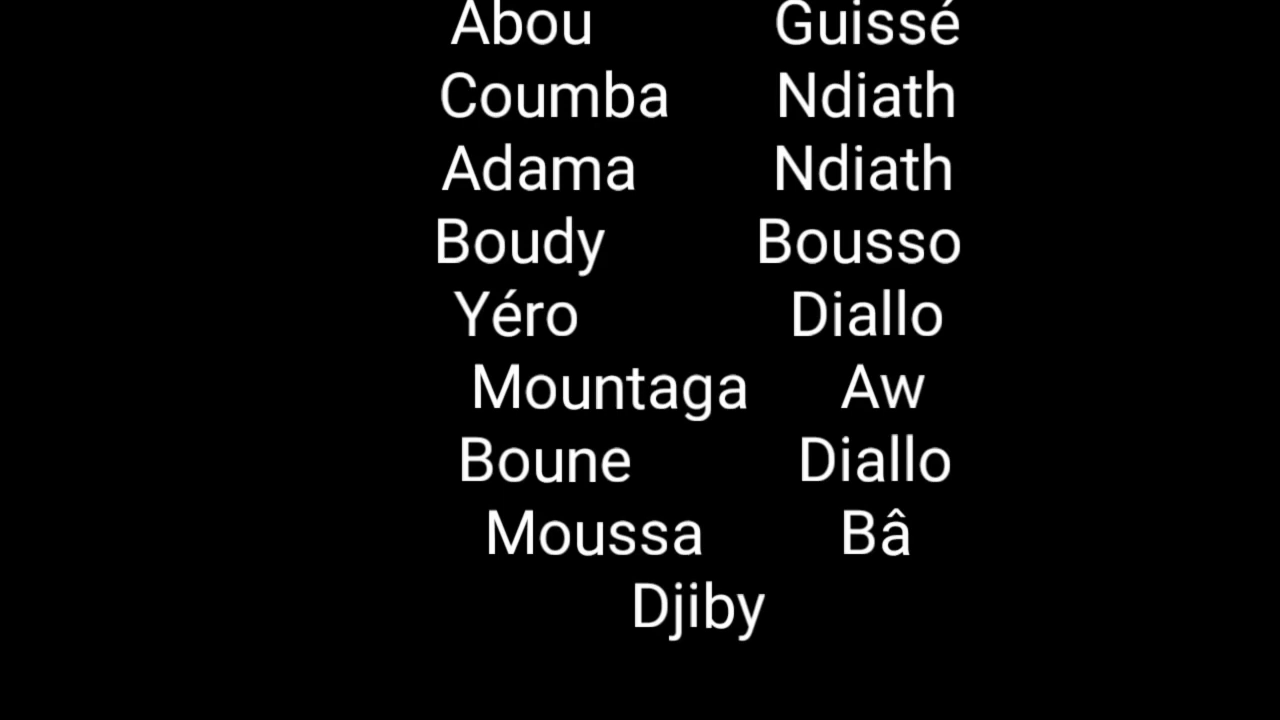 Abou Guissé
Coumba Ndiath
Adama Ndiath
Boudy Bousso
Yéro Diallo
Mountaga Aw
Boune Diallo
Moussa Bâ
Djiby